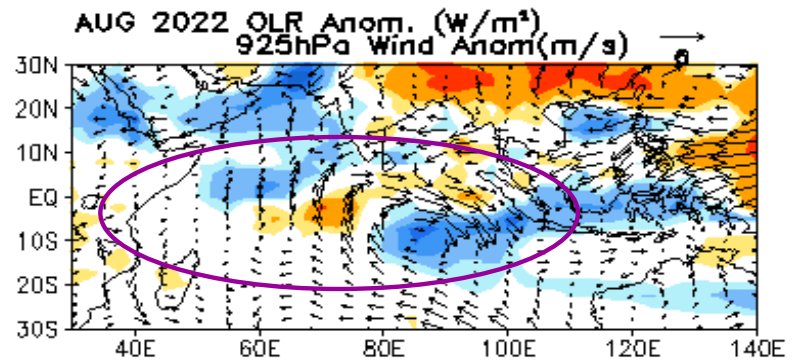 AUG 2022 OLR Anom. (W/m²)
925hPa Wind Anom(m/s)
30N
20N
10N
EQ
10S
20S
30S
40E 60E 80E 100E 120E 140E